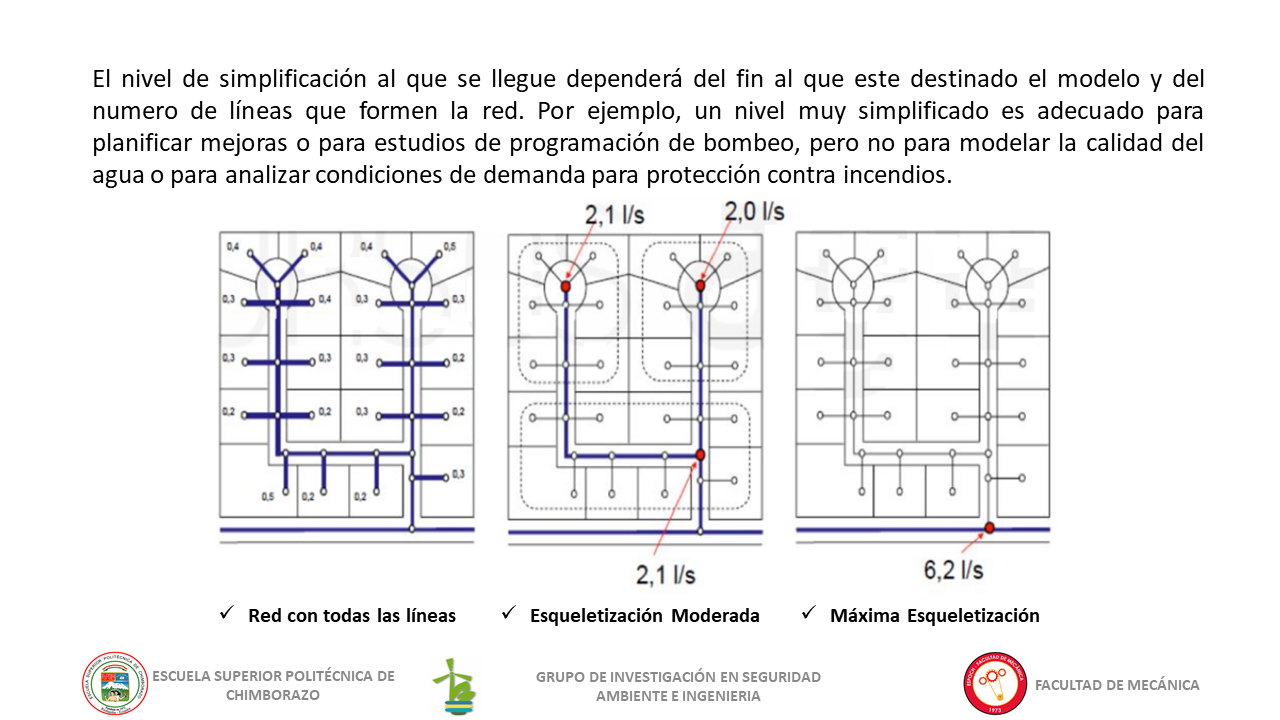 El nivel de simplificación al que se llegue dependerá del fin al que este destinado el modelo y del
numero de líneas que formen la red. Por ejemplo, un nivel muy simplificado es adecuado para
planificar mejoras o para estudios de programación de bombeo, pero no para modelar la calidad del
agua o para analizar condiciones de demanda para protección contra incendios.
2,1 l/s
2,0 l/s
0,4 0,4 0,4 0,5
0,3 0,4 0,3 0,3
0,3 0,3 0,3 0,2
0,2 0,2 0,3 0,2
0,3
0,5 0,2 0,2
2,1 l/s
6,2 l/s
✓ Red con todas las líneas
✓ Esqueletización Moderada
✓ Máxima Esqueletización
ESCUELA SUPERIOR POLITÉCNICA DE
CHIMBORAZO
GRUPO DE INVESTIGACIÓN EN SEGURIDAD
AMBIENTE E INGENIERIA
FACULTAD DE MECÁNICA